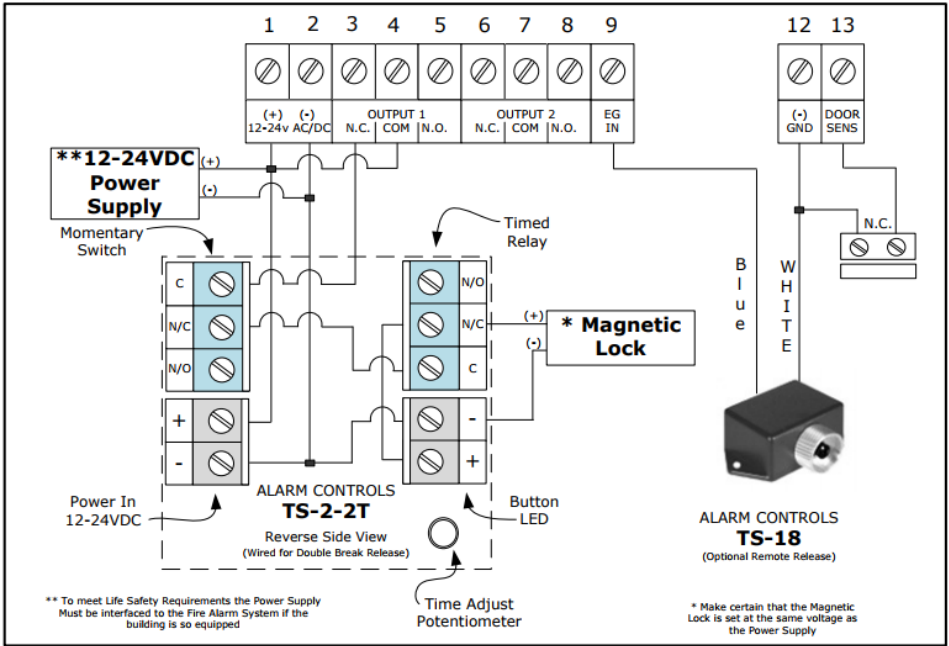 1 2 3 4 5 6 7 8 9 12 13
(+) (-) OUTPUT 1 OUTPUT 2 EG (-) DOOR
12-24v AC/DC N.C. COM N.O. N.C. COM N.O. IN GND SENS
**12-24VDC
Power
Supply
(+)
(-)
Momentary
Switch
Timed
Relay
N.C.
C
N/C
N/O
+
-
N/O
N/C
C
-
+
(+)
(-)
* Magnetic
Lock
Blue
WHITE
Power In
12-24VDC
ALARM CONTROLS
TS-2-2T
Reverse Side View
(Wired for Double Break Release)
Button
LED
ALARM CONTROLS
TS-18
(Optional Remote Release)
Time Adjust
Potentiometer
** To meet Life Safety Requirements the Power Supply
Must be interfaced to the Fire Alarm System if the
building is so equipped
* Make certain that the Magnetic
Lock is set at the same voltage as
the Power Supply